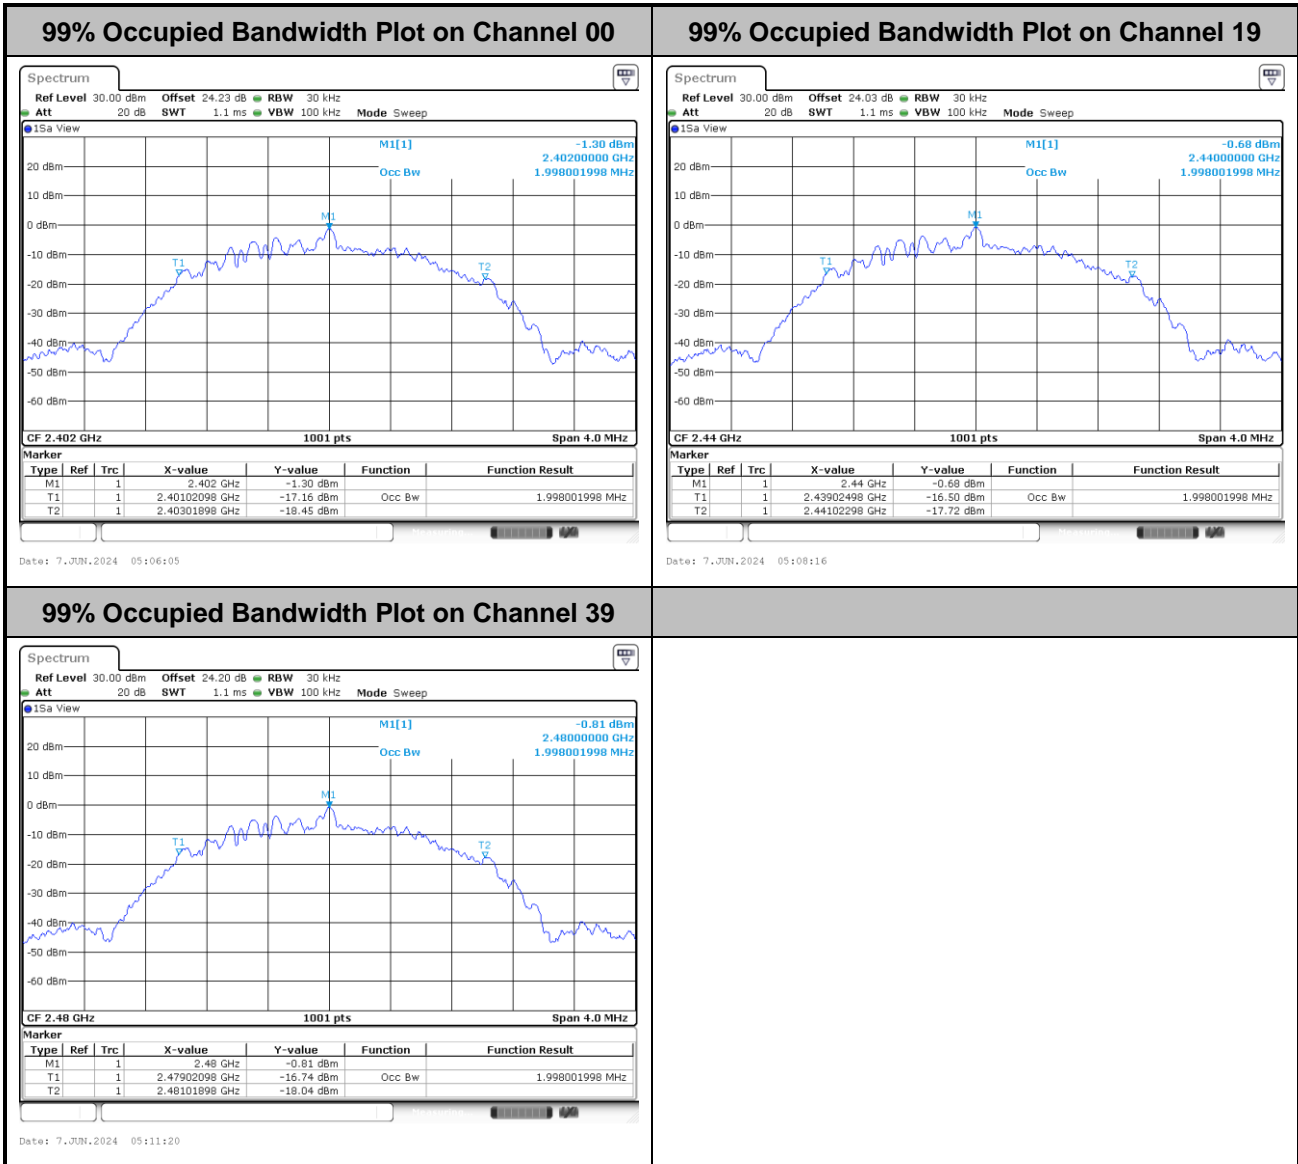 99% Occupied Bandwidth Plot on Channel 00
Spectrum
Ref Level 30.00 dBm Offset 24.23 dB RBW 30 kHz
Att 20 dB SWT 1.1 ms VBW 100 kHz Mode Sweep
1Sa View
M1[1] -1.30 dBm
2.40200000 GHz
Occ Bw 1.998001998 MHz
20 dBm
10 dBm
0 dBm
-10 dBm
-20 dBm
-30 dBm
-40 dBm
-50 dBm
-60 dBm
M1
T1
T2
CF 2.402 GHz 1001 pts Span 4.0 MHz
Marker
Type Ref Trc X-value Y-value Function Function Result
M1 1 2.402 GHz -1.30 dBm
T1 1 2.40102098 GHz -17.16 dBm Occ Bw 1.998001998 MHz
T2 1 2.40301898 GHz -18.45 dBm
Date: 7.JUN.2024 05:06:05
99% Occupied Bandwidth Plot on Channel 19
Spectrum
Ref Level 30.00 dBm Offset 24.03 dB RBW 30 kHz
Att 20 dB SWT 1.1 ms VBW 100 kHz Mode Sweep
1Sa View
M1[1] -0.68 dBm
2.44000000 GHz
Occ Bw 1.998001998 MHz
20 dBm
10 dBm
0 dBm
-10 dBm
-20 dBm
-30 dBm
-40 dBm
-50 dBm
-60 dBm
M1
T1
T2
CF 2.44 GHz 1001 pts Span 4.0 MHz
Marker
Type Ref Trc X-value Y-value Function Function Result
M1 1 2.44 GHz -0.68 dBm
T1 1 2.43902498 GHz -16.50 dBm Occ Bw 1.998001998 MHz
T2 1 2.44102298 GHz -17.72 dBm
Date: 7.JUN.2024 05:08:16
99% Occupied Bandwidth Plot on Channel 39
Spectrum
Ref Level 30.00 dBm Offset 24.20 dB RBW 30 kHz
Att 20 dB SWT 1.1 ms VBW 100 kHz Mode Sweep
1Sa View
M1[1] -0.81 dBm
2.48000000 GHz
Occ Bw 1.998001998 MHz
20 dBm
10 dBm
0 dBm
-10 dBm
-20 dBm
-30 dBm
-40 dBm
-50 dBm
-60 dBm
M1
T1
T2
CF 2.48 GHz 1001 pts Span 4.0 MHz
Marker
Type Ref Trc X-value Y-value Function Function Result
M1 1 2.48 GHz -0.81 dBm
T1 1 2.47902098 GHz -16.74 dBm Occ Bw 1.998001998 MHz
T2 1 2.48101898 GHz -18.04 dBm
Date: 7.JUN.2024 05:11:20